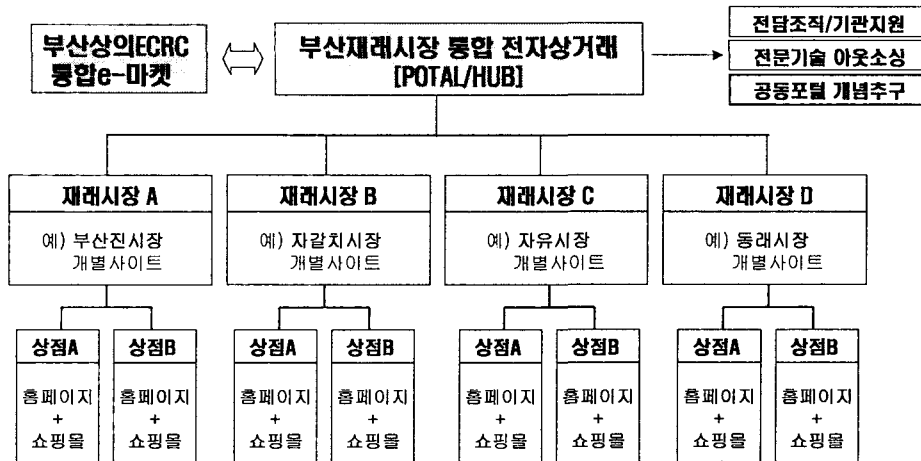 부산상의ECRC
통합e-마켓
부산재래시장 통합 전자상거래
[POTAL/HUB]
전담조직/기관지원
전문기술 아웃소싱
공동포털 개념추구
재래시장 A
예) 부산진시장
개별사이트
재래시장 B
예) 자갈치시장
개별사이트
재래시장 C
예) 자유시장
개별사이트
재래시장 D
예) 동래시장
개별사이트
상점A
홈페이지
+
쇼핑몰
상점B
홈페이지
+
쇼핑몰
상점A
홈페이지
+
쇼핑몰
상점B
홈페이지
+
쇼핑몰
상점A
홈페이지
+
쇼핑몰
상점B
홈페이지
+
쇼핑몰
상점A
홈페이지
+
쇼핑몰
상점B
홈페이지
+
쇼핑몰